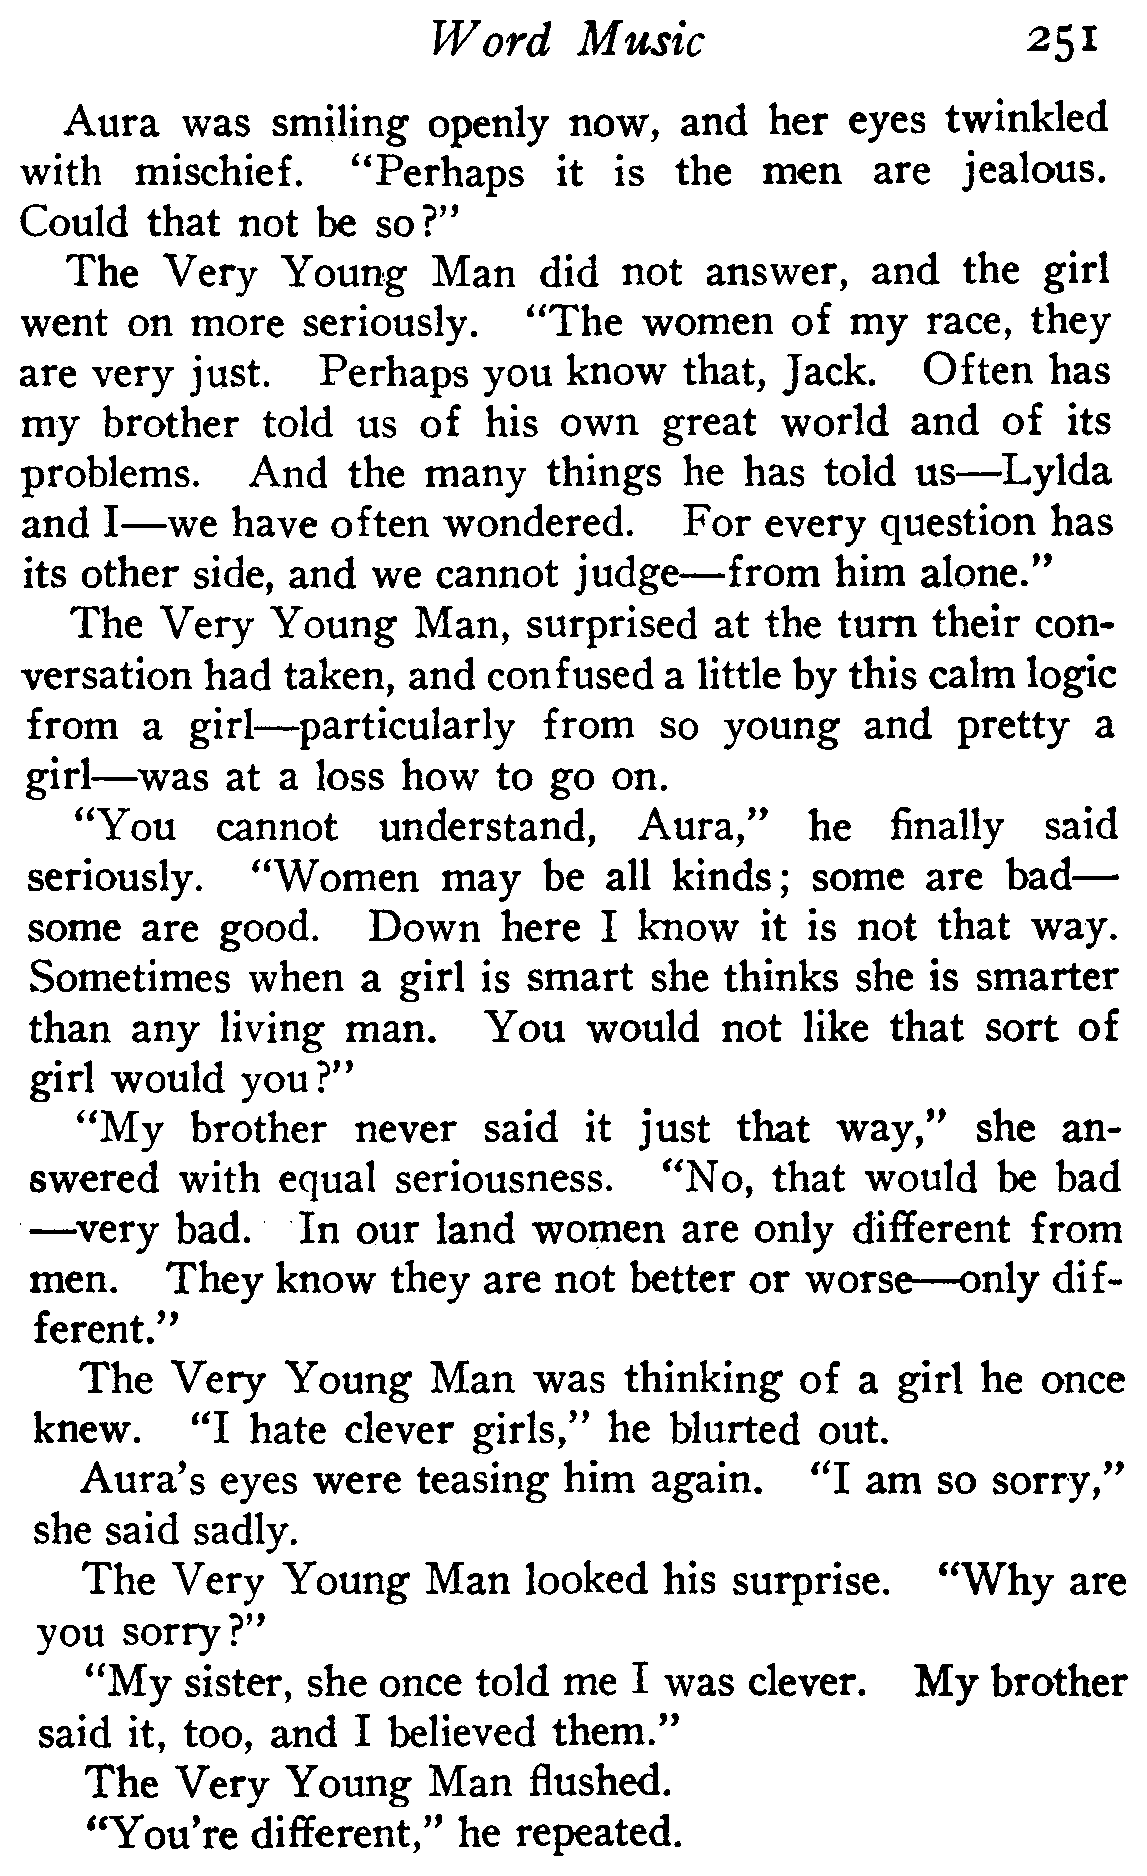 Word Music 251
Aura was smiling openly now, and her eyes twinkled
with mischief. "Perhaps it is the men are jealous.
Could that not be so?"
The Very Young Man did not answer, and the girl
went on more seriously. "The women of my race, they
are very just. Perhaps you know that, Jack. Often has
my brother told us of his own great world and of its
problems. And the many things he has told us—Lylda
and I—we have often wondered. For every question has
its other side, and we cannot judge—from him alone."
The Very Young Man, surprised at the turn their con-
versation had taken, and confused a little by this calm logic
from a girl—particularly from so young and pretty a
girl—was at a loss how to go on.
"You cannot understand, Aura," he finally said
seriously. "Women may be all kinds; some are bad—
some are good. Down here I know it is not that way.
Sometimes when a girl is smart she thinks she is smarter
than any living man. You would not like that sort of
girl would you?"
"My brother never said it just that way," she an-
swered with equal seriousness. "No, that would be bad
—very bad. In our land women are only different from
men. They know they are not better or worse—only dif-
ferent."
The Very Young Man was thinking of a girl he once
knew. "I hate clever girls," he blurted out.
Aura's eyes were teasing him again. "I am so sorry,"
she said sadly.
The Very Young Man looked his surprise. "Why are
you sorry?"
"My sister, she once told me I was clever. My brother
said it, too, and I believed them."
The Very Young Man flushed.
"You're different," he repeated.